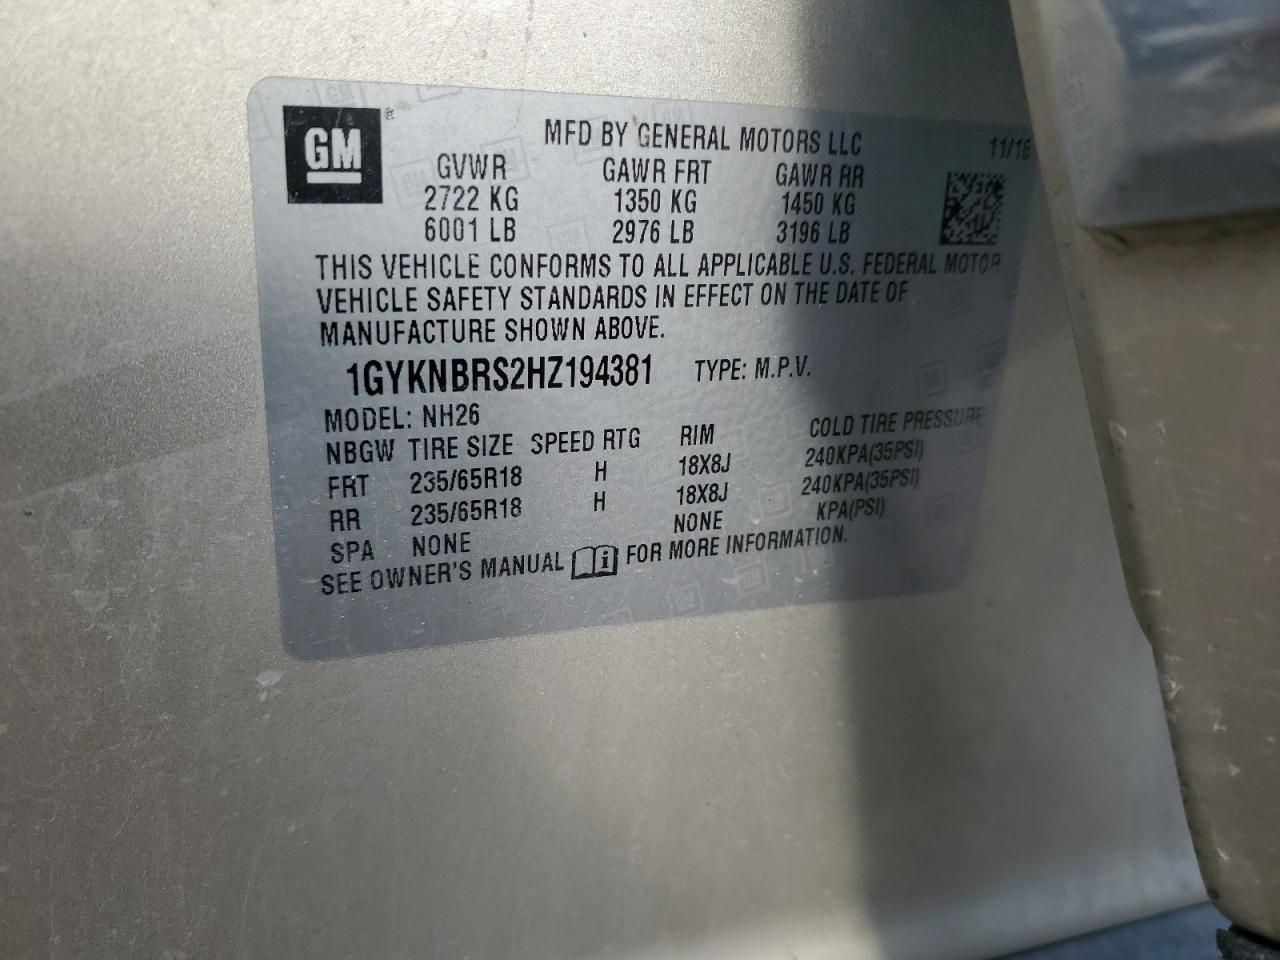 GM
®
MFD BY GENERAL MOTORS LLC 11/16
GVWR GAWR FRT GAWR RR
2722 KG 1350 KG 1450 KG
6001 LB 2976 LB 3196 LB
THIS VEHICLE CONFORMS TO ALL APPLICABLE U.S. FEDERAL MOTOR
VEHICLE SAFETY STANDARDS IN EFFECT ON THE DATE OF
MANUFACTURE SHOWN ABOVE.
1GYKNBRS2HZ194381 TYPE: M.P.V.
MODEL: NH26
NBGW TIRE SIZE SPEED RTG RIM COLD TIRE PRESSURE
FRT 235/65R18 H 18X8J 240KPA(35PSI)
RR 235/65R18 H 18X8J 240KPA(35PSI)
SPA NONE NONE KPA(PSI)
SEE OWNER'S MANUAL i FOR MORE INFORMATION.